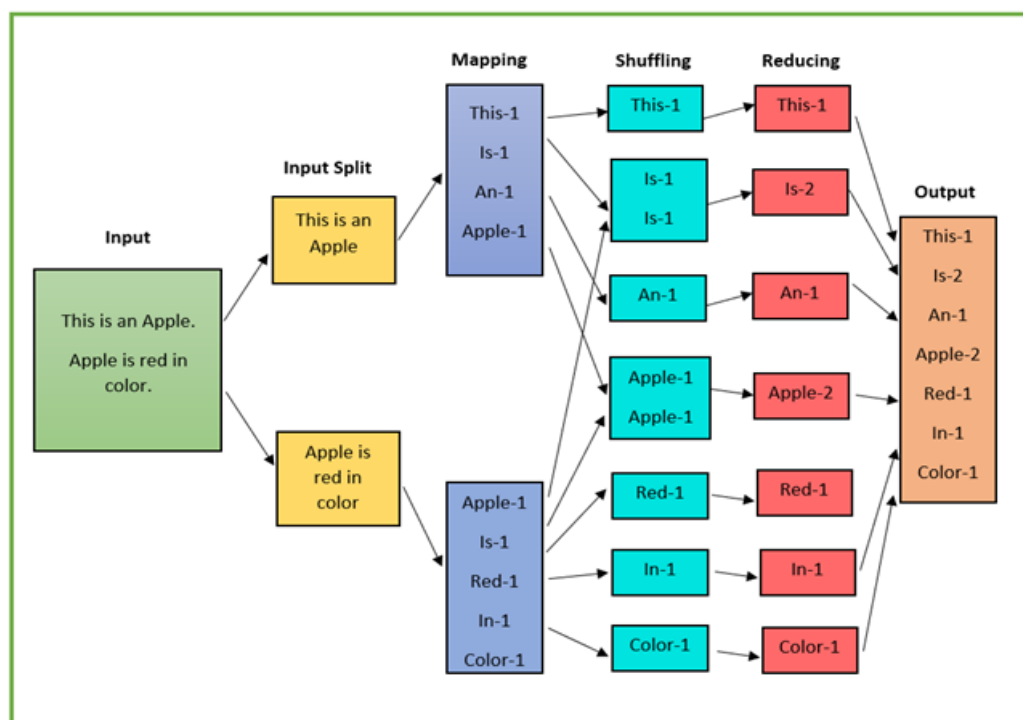 Input
This is an Apple.
Apple is red in
color.
Input Split
This is an
Apple
Apple is
red in
color
Mapping
This-1
Is-1
An-1
Apple-1
Apple-1
Is-1
Red-1
In-1
Color-1
Shuffling
This-1
Is-1
Is-1
An-1
Apple-1
Apple-1
Red-1
In-1
Color-1
Reducing
This-1
Is-2
An-1
Apple-2
Red-1
In-1
Color-1
Output
This-1
Is-2
An-1
Apple-2
Red-1
In-1
Color-1